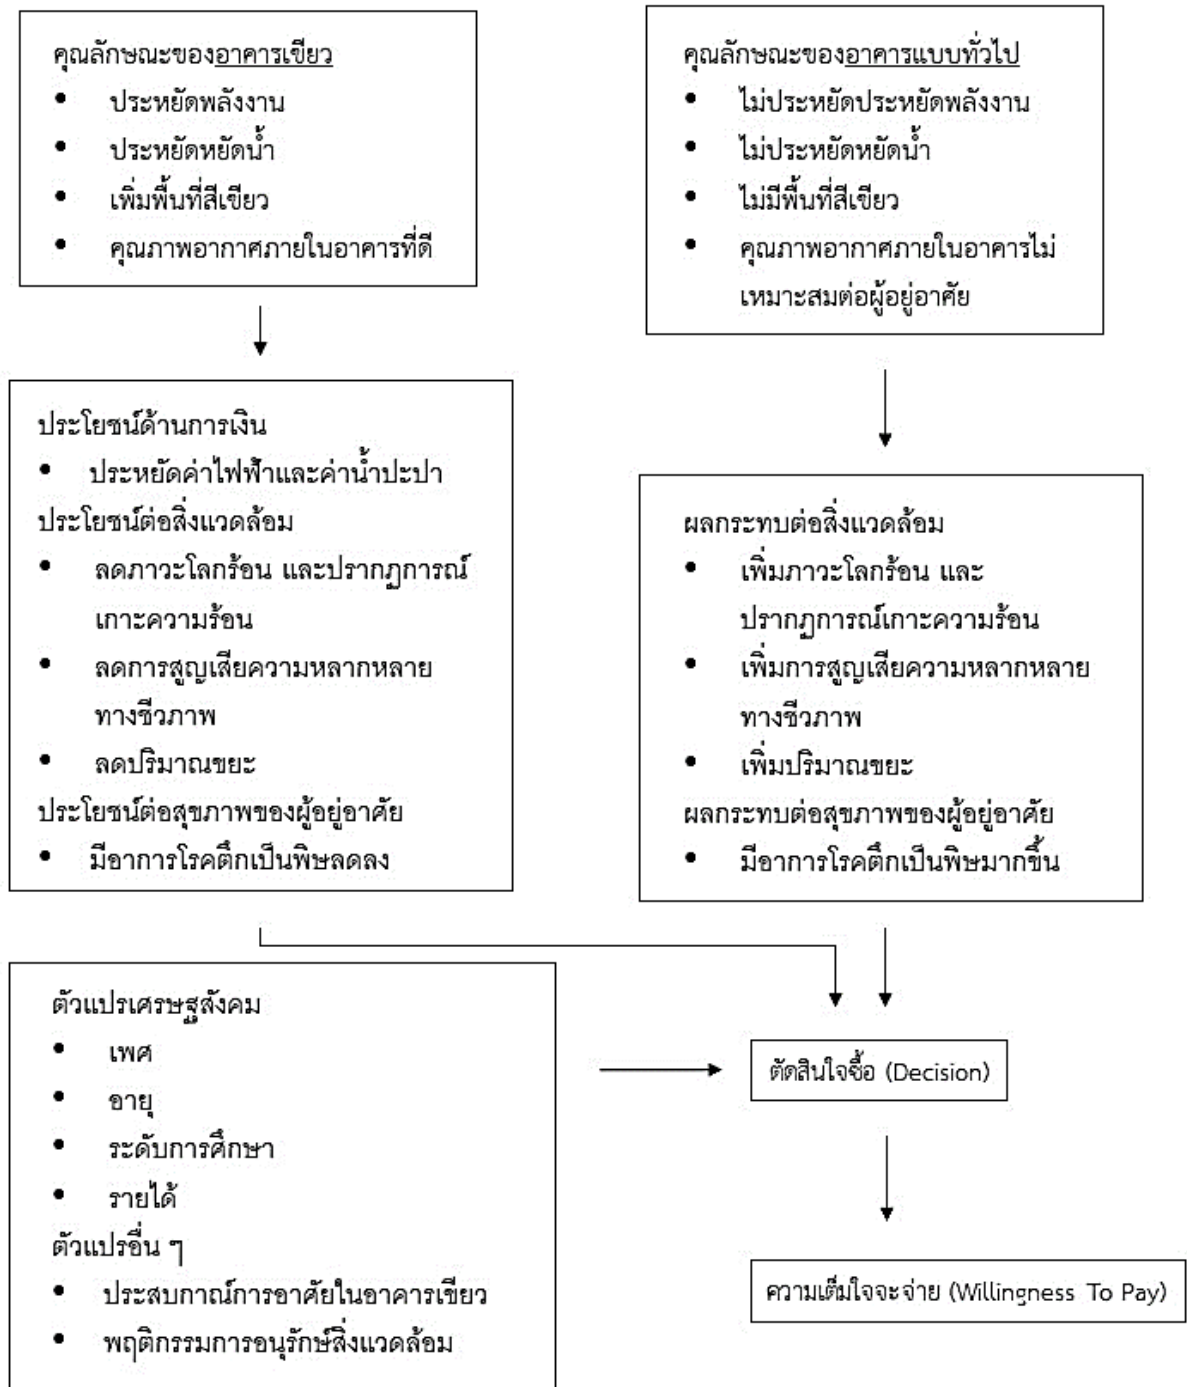 คุณลักษณะของอาคารเขียว
• ประหยัดพลังงาน
• ประหยัดหยัดน้ำ
• เพิ่มพื้นที่สีเขียว
• คุณภาพอากาศภายในอาคารที่ดี
คุณลักษณะของอาคารแบบทั่วไป
• ไม่ประหยัดประหยัดพลังงาน
• ไม่ประหยัดหยัดน้ำ
• ไม่มีพื้นที่สีเขียว
• คุณภาพอากาศภายในอาคารไม่
เหมาะสมต่อผู้อยู่อาศัย
ประโยชน์ด้านการเงิน
• ประหยัดค่าไฟฟ้าและค่าน้ำปะปา
ประโยชน์ต่อสิ่งแวดล้อม
• ลดภาวะโลกร้อน และปรากฏการณ์
เกาะความร้อน
• ลดการสูญเสียความหลากหลาย
ทางชีวภาพ
• ลดปริมาณขยะ
ประโยชน์ต่อสุขภาพของผู้อยู่อาศัย
• มีอาการโรคตึกเป็นพิษลดลง
ผลกระทบต่อสิ่งแวดล้อม
• เพิ่มภาวะโลกร้อน และ
ปรากฏการณ์เกาะความร้อน
• เพิ่มการสูญเสียความหลากหลาย
ทางชีวภาพ
• เพิ่มปริมาณขยะ
ผลกระทบต่อสุขภาพของผู้อยู่อาศัย
• มีอาการโรคตึกเป็นพิษมากขึ้น
ตัวแปรเศรษฐสังคม
• เพศ
• อายุ
• ระดับการศึกษา
• รายได้
ตัวแปรอื่น ๆ
• ประสบกาณ์การอาศัยในอาคารเขียว
• พฤติกรรมการอนุรักษ์สิ่งแวดล้อม
ตัดสินใจซื้อ (Decision)
ความเต็มใจจะจ่าย (Willingness To Pay)